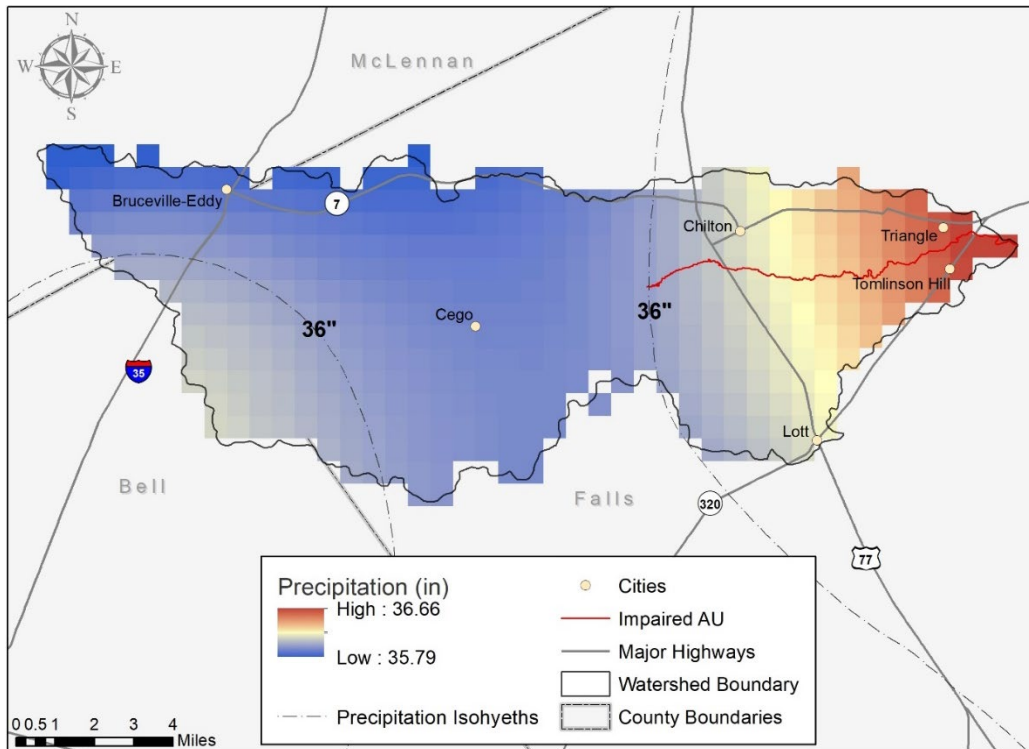 N
W E
S
McLennan
Bruceville-Eddy
7
Chilton
Triangle
Tomlinson Hill
36"
36"
Cego
35
Lott
Bell
Falls
320
77
Precipitation (in)
High : 36.66
Low : 35.79
Precipitation Isohyeths
Cities
Impaired AU
Major Highways
Watershed Boundary
County Boundaries
0 0.5 1 2 3 4
Miles